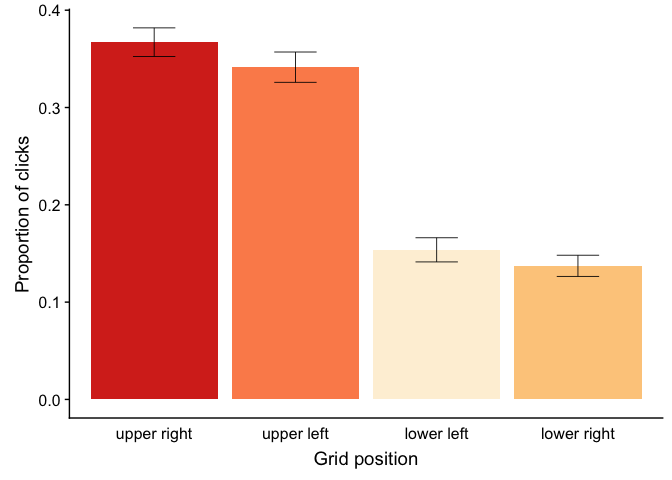 0.4
0.3
0.2
0.1
0.0
Proportion of clicks
upper right
upper left
lower left
lower right
Grid position